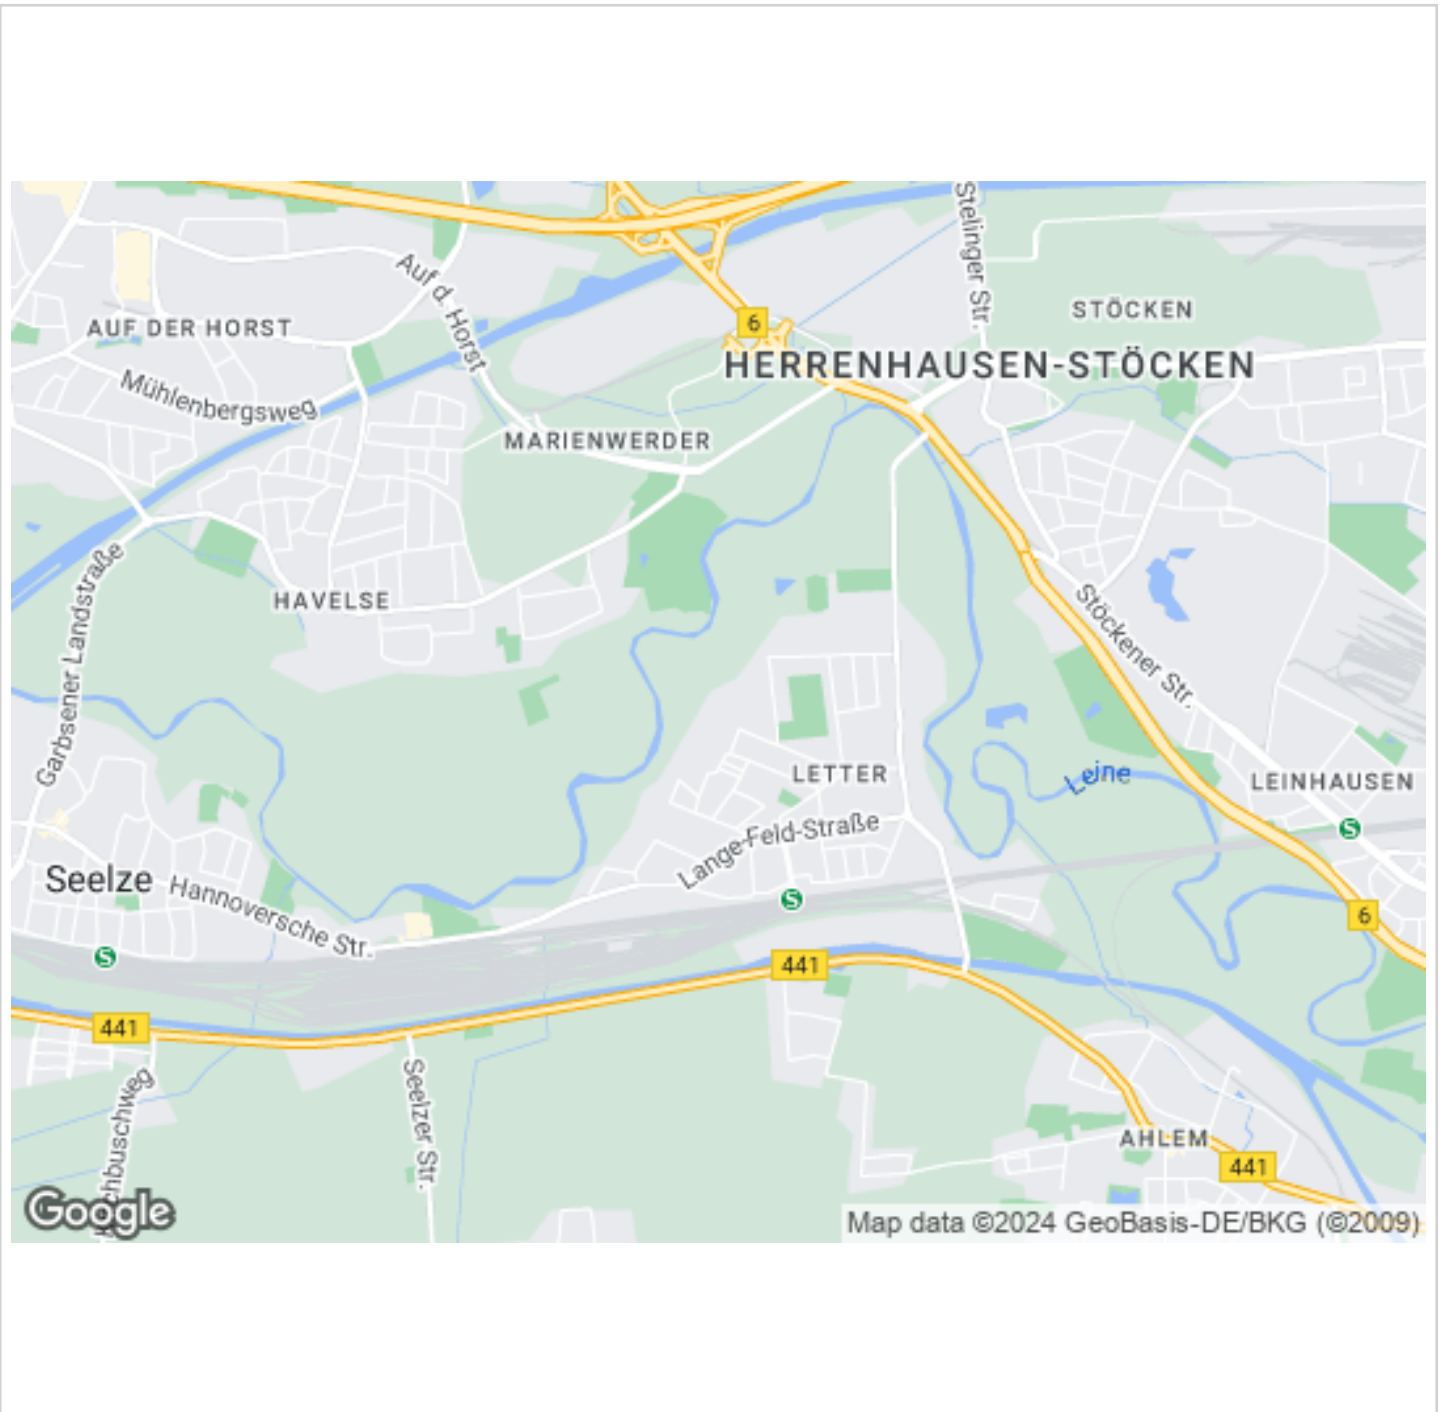 Stelinger Str.
Auf d. Horst
STÖCKEN
6
AUF DER HORST
HERRENHAUSEN-STÖCKEN
Mühlenbergsweg
MARIENWERDER
HAVELSE
Garbsener Landstraße
Stöckener Str.
LETTER
Leine
LEINHAUSEN
Lange-Feld-Straße
S
Seelze
Hannoversche Str.
S
6
S
441
441
Seelzer Str.
AHLEM
441
Google
Map data ©2024 GeoBasis-DE/BKG (©2009)